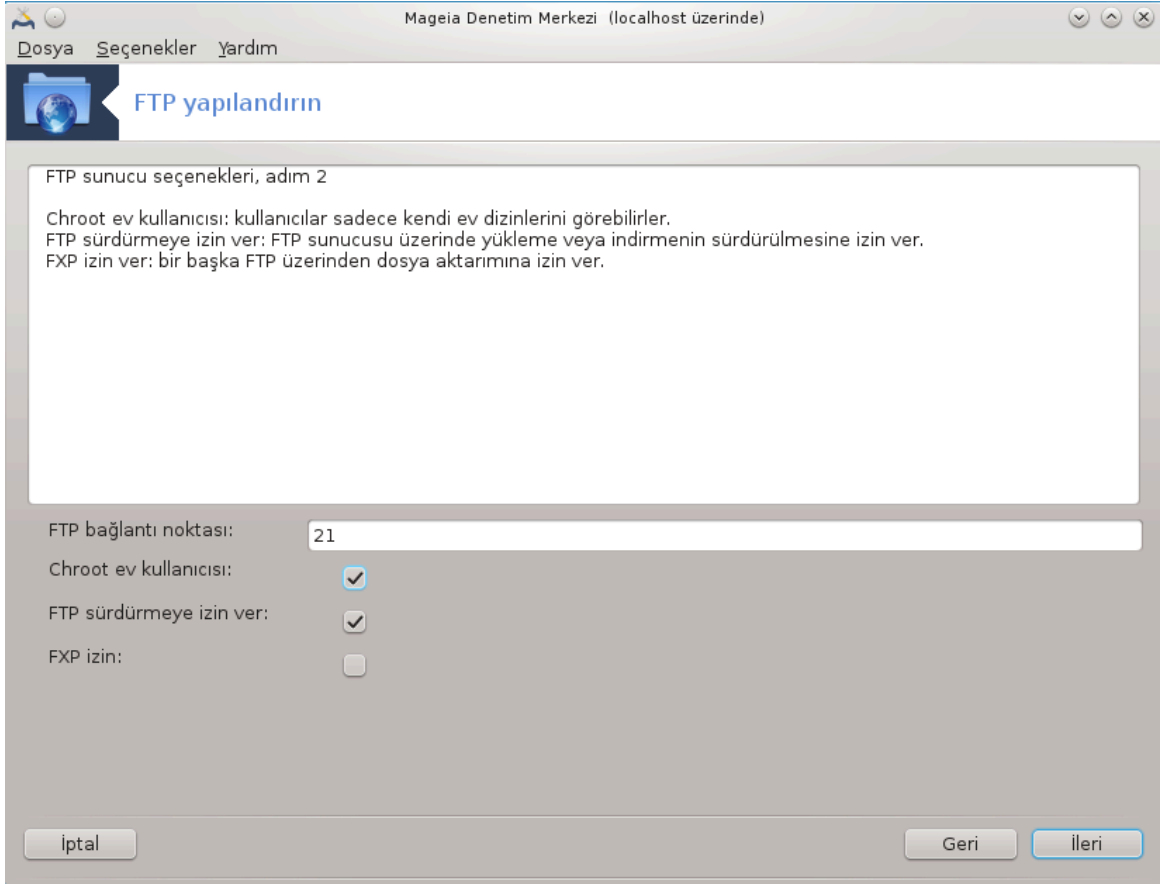 Mageia Denetim Merkezi (localhost üzerinde)
Dosya Seçenekler Yardım
FTP yapılandırın
FTP sunucu seçenekleri, adım 2
Chroot ev kullanıcısı: kullanıcılar sadece kendi ev dizinlerini görebilirler.
FTP sürdürmeye izin ver: FTP sunucusu üzerinde yükleme veya indirmenin sürdürülmesine izin ver.
FXP izin ver: bir başka FTP üzerinden dosya aktarımına izin ver.
FTP bağlantı noktası: 21
Chroot ev kullanıcısı:
FTP sürdürmeye izin ver:
FXP izin:
İptal Geri İleri